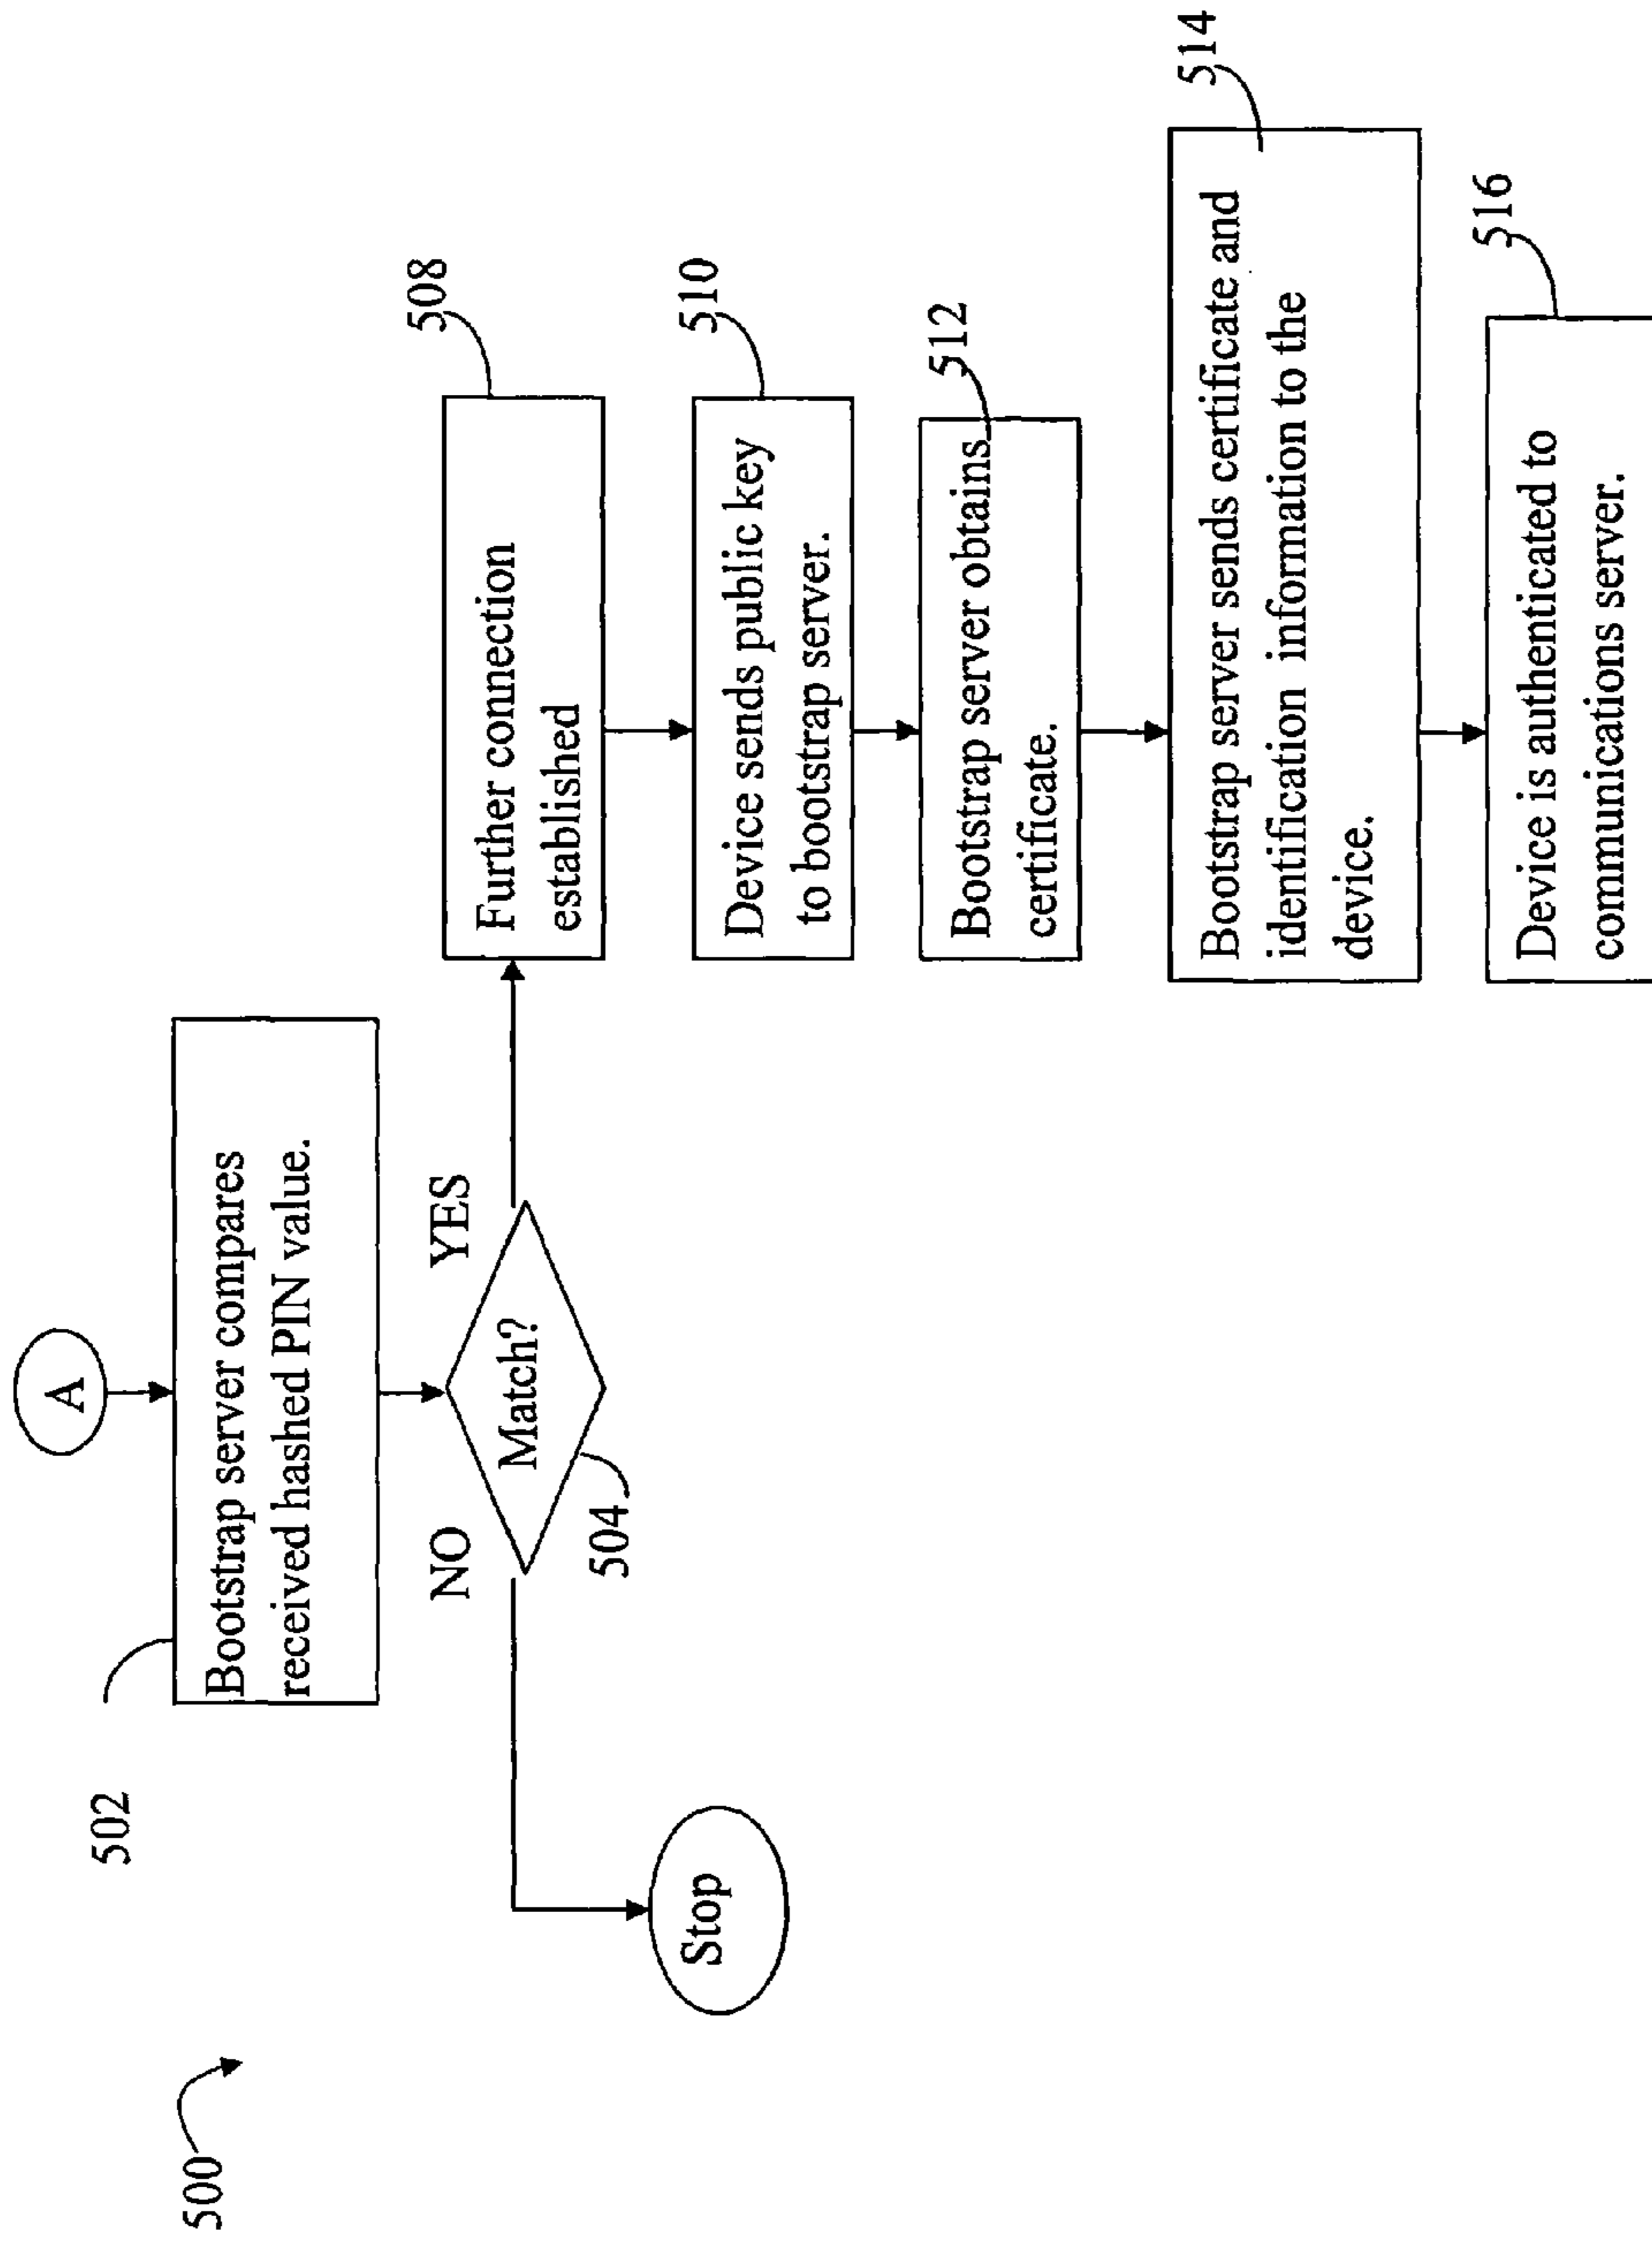 500
A
502
Bootstrap server compares
received hashed PIN value.
NO
YES
Match?
504
Stop
508
Further connection
established
510
Device sends public key
to bootstrap server.
512
Bootstrap server obtains
certificate.
514
Bootstrap server sends certificate and
identification information to the
device.
516
Device is authenticated to
communications server.